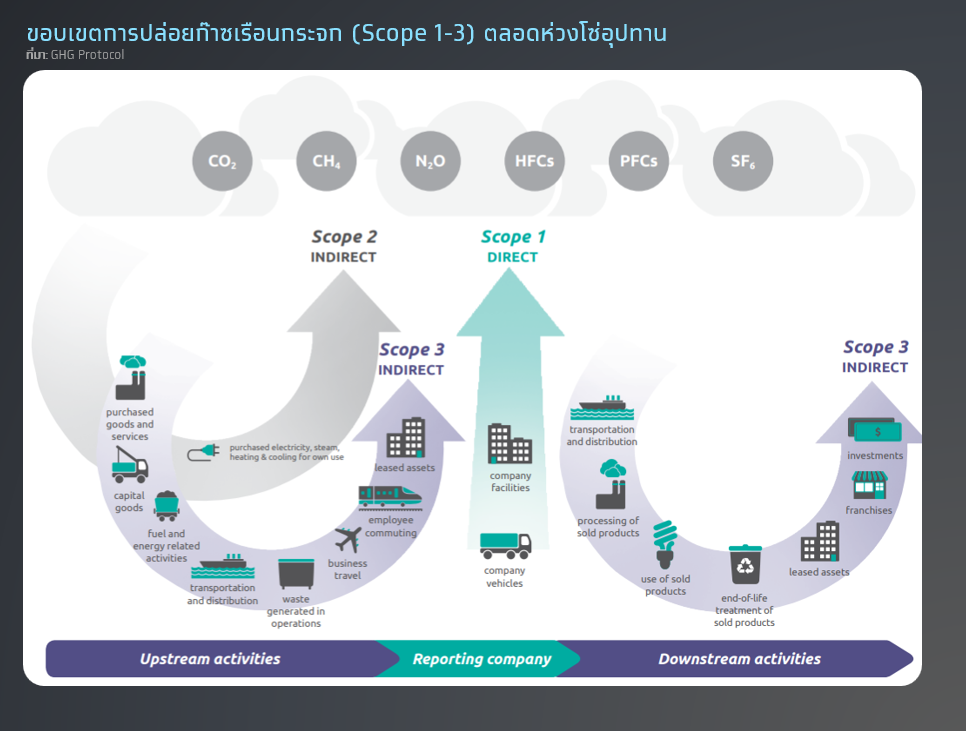 ขอบเขตการปล่อยก๊าซเรือนกระจก (Scope 1-3) ตลอดห่วงโซ่อุปทาน
ที่มา: GHG Protocol
CO₂
CH₄
N₂O
HFCs
PFCs
SF₆
Scope 2
INDIRECT
Scope 1
DIRECT
Scope 3
INDIRECT
Scope 3
INDIRECT
purchased
goods and
services
capital
goods
fuel and
energy related
activities
transportation
and distribution
waste
generated in
operations
business
travel
employee
commuting
leased assets
purchased electricity, steam,
heating & cooling for own use
company
facilities
company
vehicles
transportation
and distribution
processing of
sold products
use of sold
products
end-of-life
treatment of
sold products
leased assets
franchises
$
investments
Upstream activities
Reporting company
Downstream activities